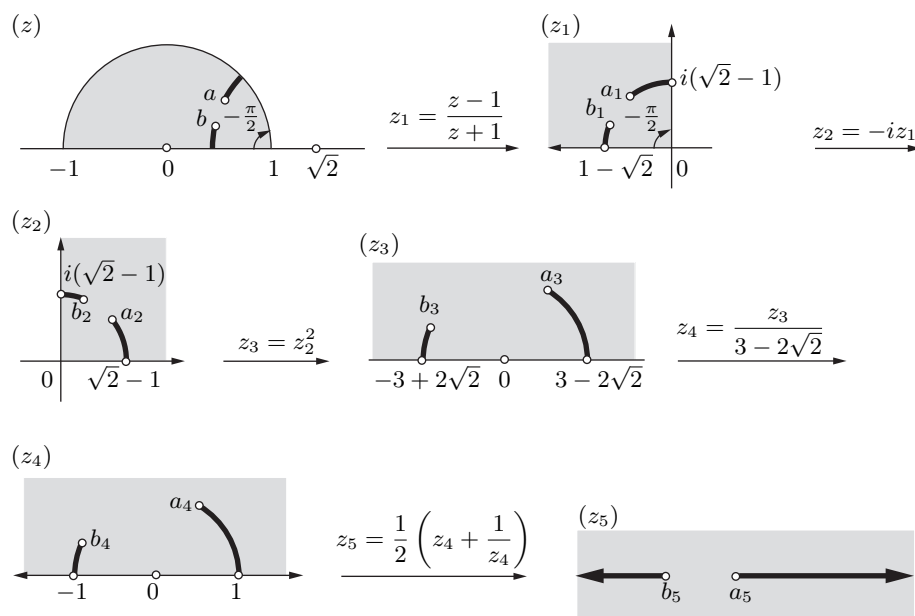 (z)
a
b
−π/2
−1 0 1 √2
z₁ = (z − 1)/(z + 1)
(z₁)
i(√2 − 1)
a₁
b₁
−π/2
1 − √2 0
z₂ = −iz₁
(z₂)
i(√2 − 1)
b₂ a₂
0 √2 − 1
z₃ = z₂²
(z₃)
a₃
b₃
−3 + 2√2 0 3 − 2√2
z₄ = z₃/(3 − 2√2)
(z₄)
a₄
b₄
−1 0 1
z₅ = 1/2 (z₄ + 1/z₄)
(z₅)
b₅ a₅